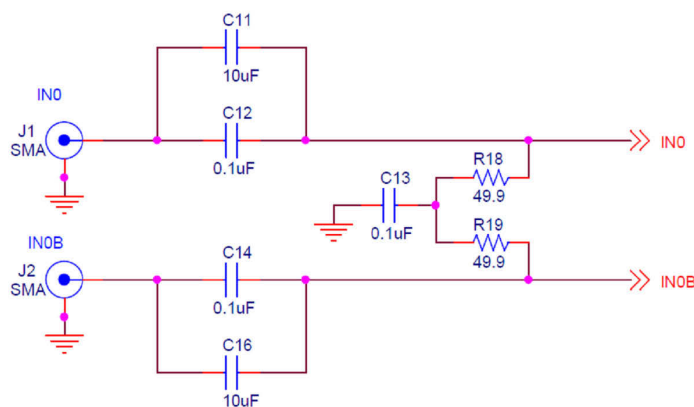 C11
10uF
IN0
J1
SMA
C12
0.1uF
IN0
R18
49.9
C13
0.1uF
R19
49.9
IN0B
J2
SMA
C14
0.1uF
IN0B
C16
10uF